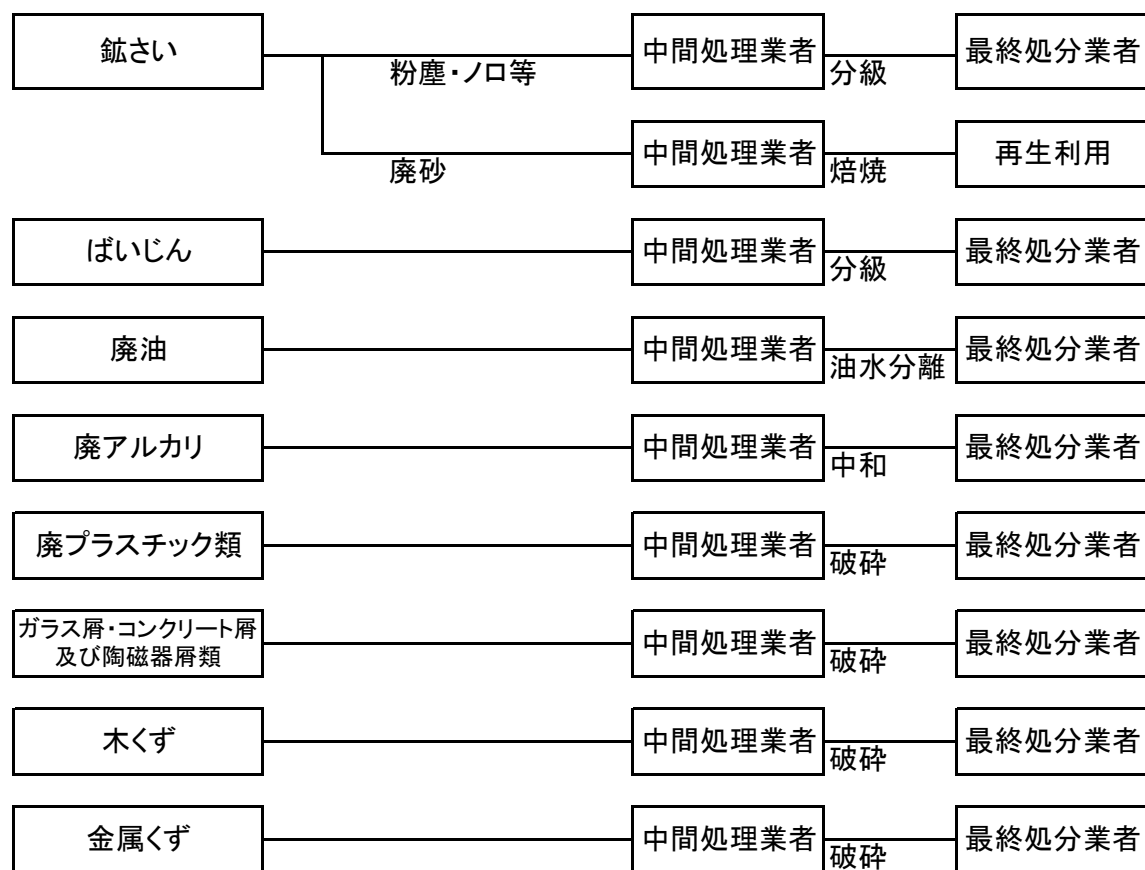 鉱さい
粉塵・ノロ等
中間処理業者
分級
最終処分業者
廃砂
中間処理業者
焙焼
再生利用
ばいじん
中間処理業者
分級
最終処分業者
廃油
中間処理業者
油水分離
最終処分業者
廃アルカリ
中間処理業者
中和
最終処分業者
廃プラスチック類
中間処理業者
破砕
最終処分業者
ガラス屑・コンクリート屑
及び陶磁器屑類
中間処理業者
破砕
最終処分業者
木くず
中間処理業者
破砕
最終処分業者
金属くず
中間処理業者
破砕
最終処分業者